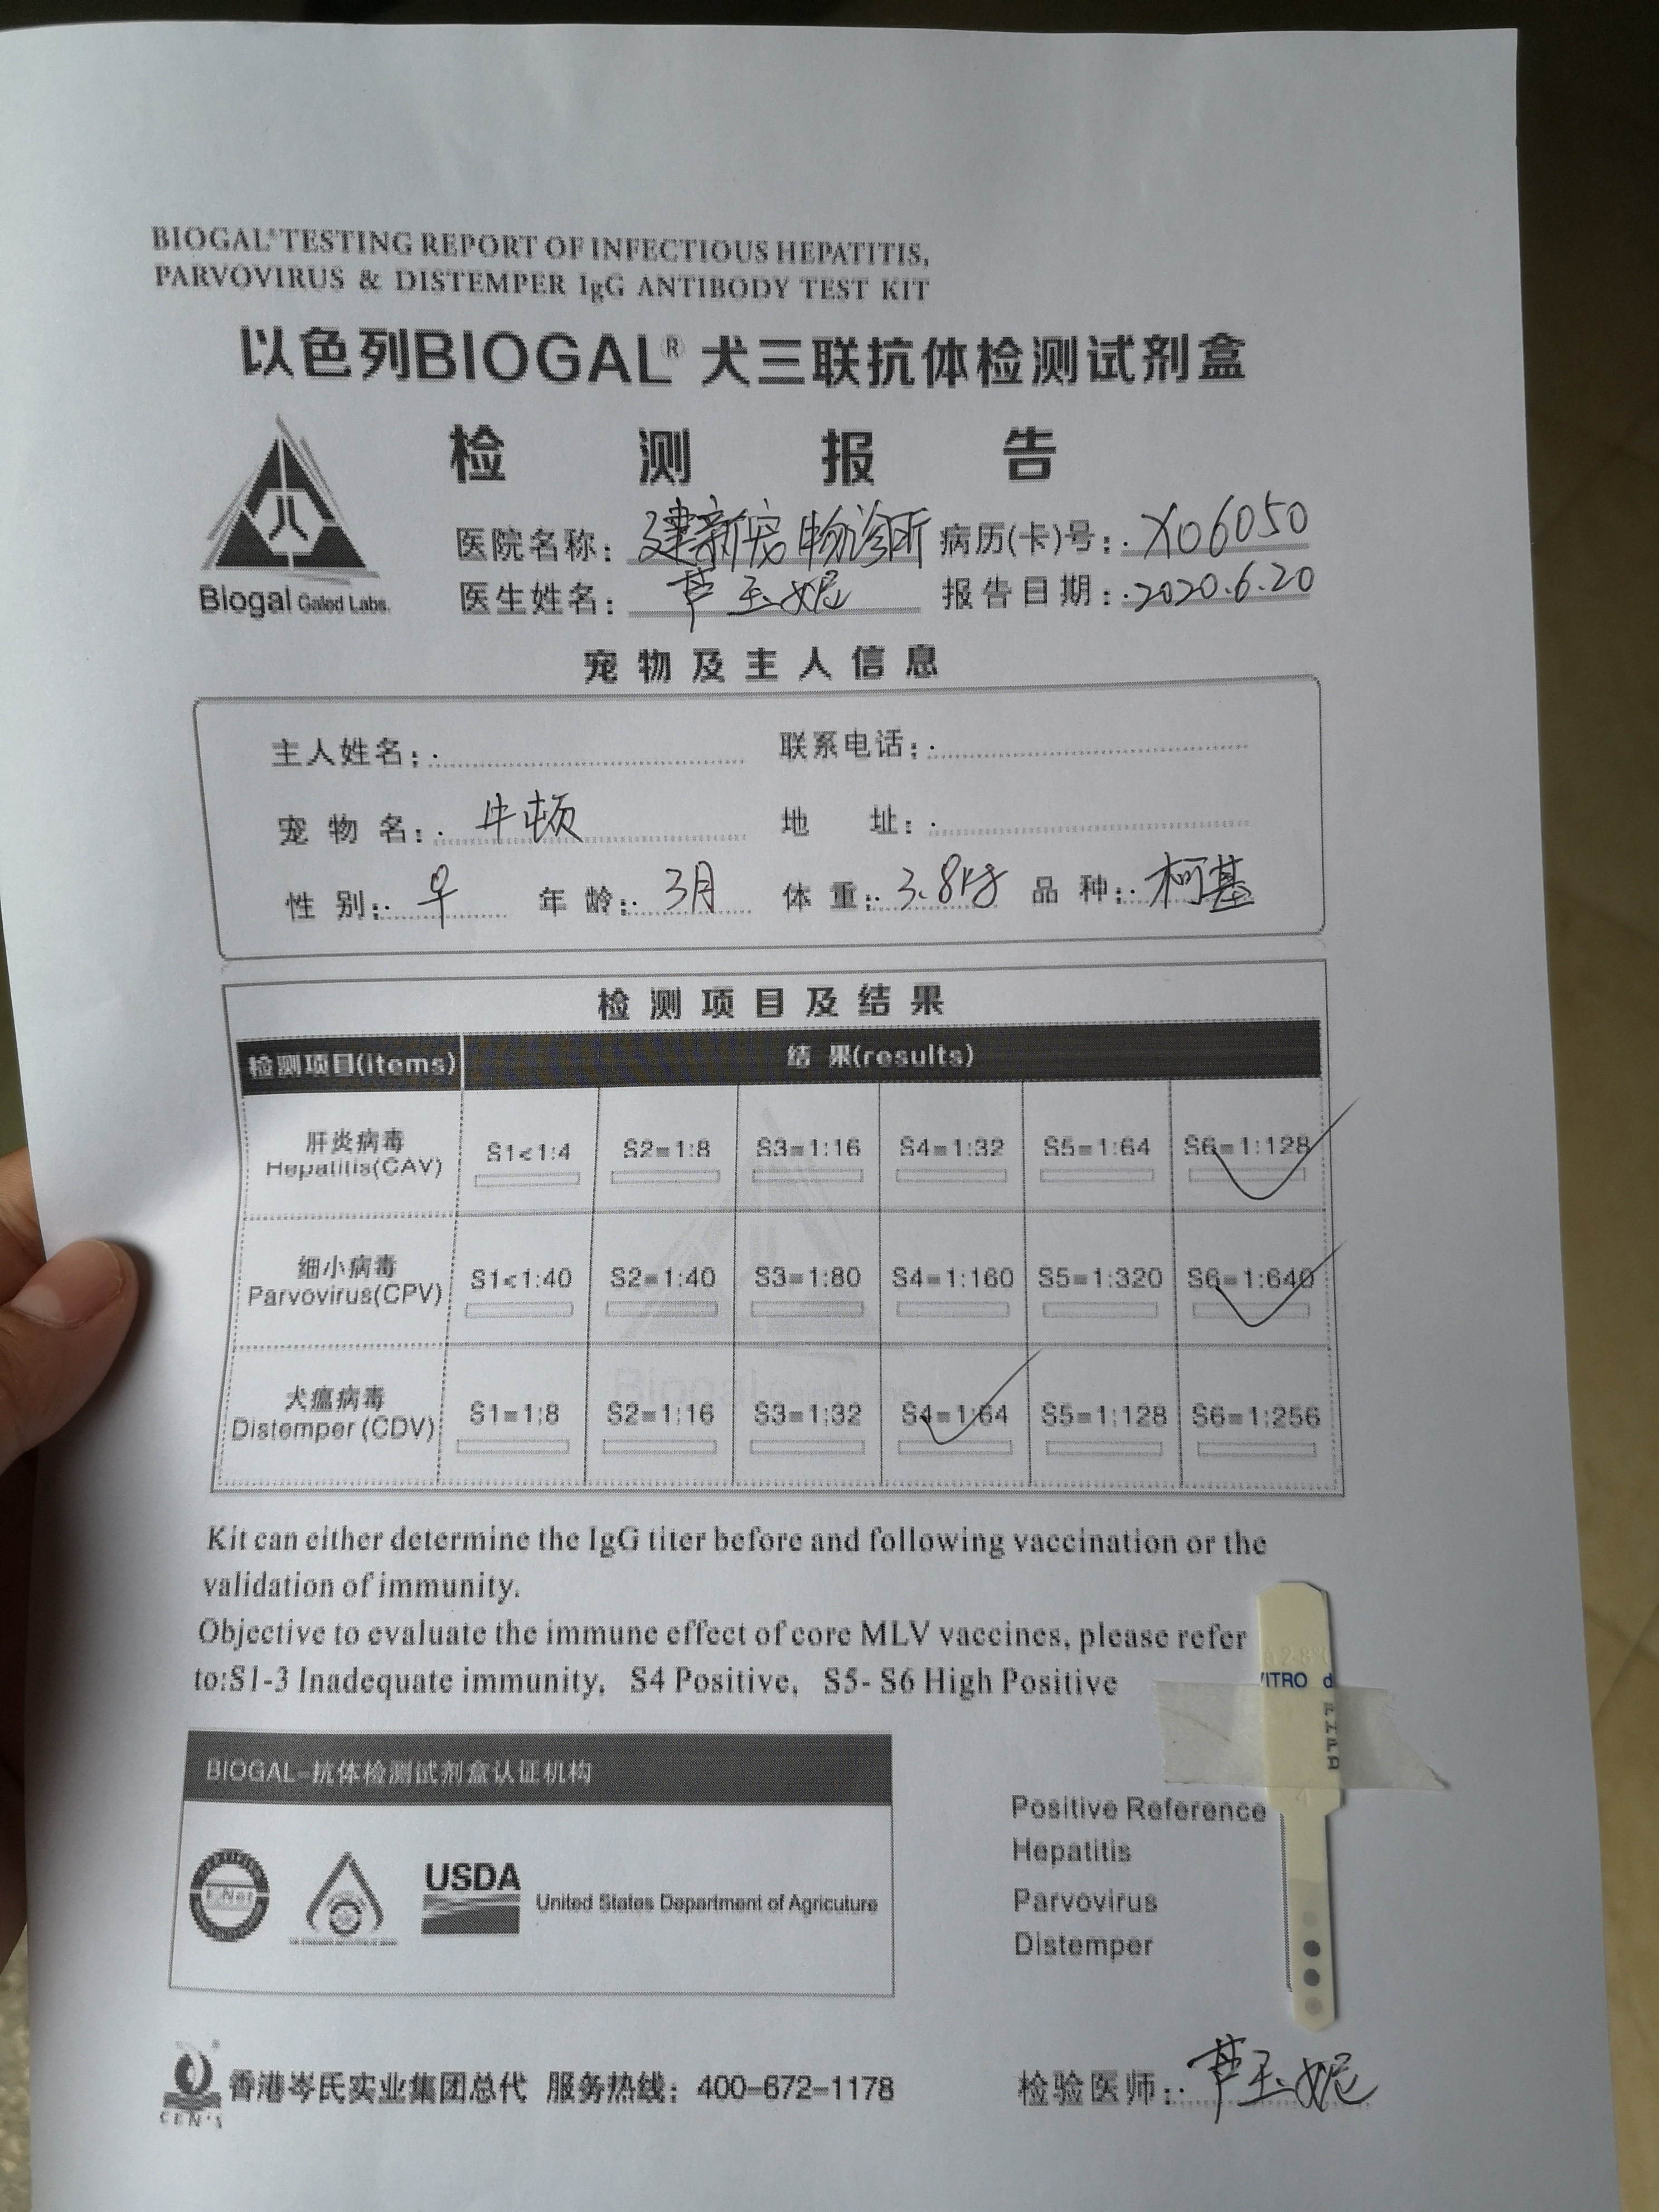 BIOGAL® TESTING REPORT OF INFECTIOUS HEPATITIS,
PARVOVIRUS & DISTEMPER IgG ANTIBODY TEST KIT
以色列BIOGAL® 犬三联抗体检测试剂盒
检 测 报 告
Biogal Galed Labs.
医院名称: 建新宠物诊所 病历(卡)号: X06050
医生姓名: 芦玉妮 报告日期: 2020.6.20
宠物及主人信息
主人姓名: 联系电话:
宠物名: 牛顿 地 址:
性别: 早 年龄: 3月 体重: 3.8kg 品种: 柯基
检测项目及结果
检测项目(items) 结 果(results)
肝炎病毒 Hepatitis(CAV) S1<1:4 S2=1:8 S3=1:16 S4=1:32 S5=1:64 S6=1:128 ✓
细小病毒 Parvovirus(CPV) S1<1:40 S2=1:40 S3=1:80 S4=1:160 S5=1:320 S6=1:640 ✓
犬瘟病毒 Distemper (CDV) S1=1:8 S2=1:16 S3=1:32 S4=1:64 ✓ S5=1:128 S6=1:256
Kit can either determine the IgG titer before and following vaccination or the
validation of immunity.
Objective to evaluate the immune effect of core MLV vaccines, please refer
to:S1-3 Inadequate immunity, S4 Positive, S5- S6 High Positive
VITRO d
4
BIOGAL-抗体检测试剂盒认证机构
USDA
United States Department of Agricuture
Positive Reference
Hepatitis
Parvovirus
Distemper
CEN'S
香港岑氏实业集团总代 服务热线: 400-672-1178
检验医师: 芦玉妮